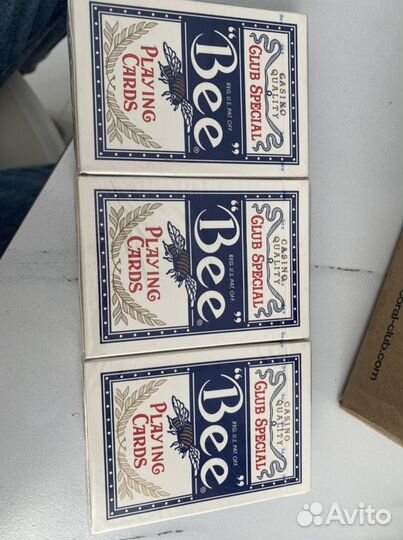 CASINO
QUALITY
CLUB SPECIAL
"Bee"®
REG. U.S. PAT. OFF.
PLAYING
CARDS
CASINO
QUALITY
CLUB SPECIAL
"Bee"®
REG. U.S. PAT. OFF.
PLAYING
CARDS
CASINO
QUALITY
CLUB SPECIAL
"Bee"®
REG. U.S. PAT. OFF.
PLAYING
CARDS
oral-club.com
Avito